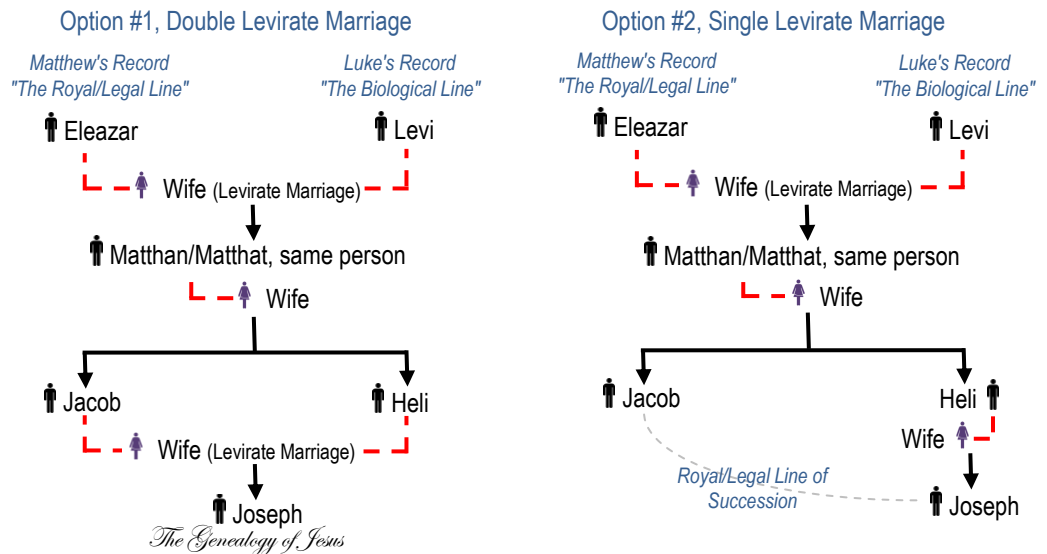 Option #1, Double Levirate Marriage
Matthew's Record
"The Royal/Legal Line"
Luke's Record
"The Biological Line"
Eleazar
Levi
Wife (Levirate Marriage)
Matthan/Matthat, same person
Wife
Jacob
Heli
Wife (Levirate Marriage)
Joseph
The Genealogy of Jesus
Option #2, Single Levirate Marriage
Matthew's Record
"The Royal/Legal Line"
Luke's Record
"The Biological Line"
Eleazar
Levi
Wife (Levirate Marriage)
Matthan/Matthat, same person
Wife
Jacob
Heli
Wife
Royal/Legal Line of
Succession
Joseph